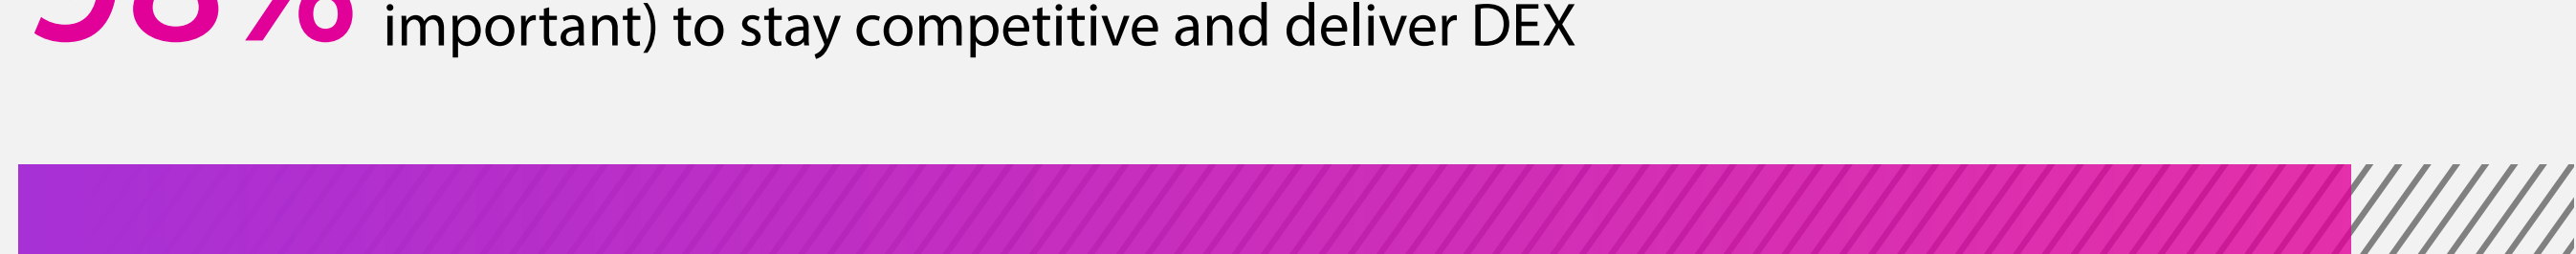 important) to stay competitive and deliver DEX